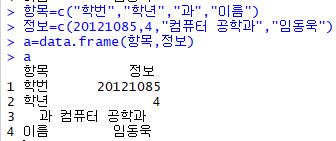 > 항목=c("학번","학년","과","이름")
> 정보=c(20121085,4,"컴퓨터 공학과","임동욱")
> a=data.frame(항목,정보)
> a
항목 정보
1 학번 20121085
2 학년 4
3 과 컴퓨터 공학과
4 이름 임동욱